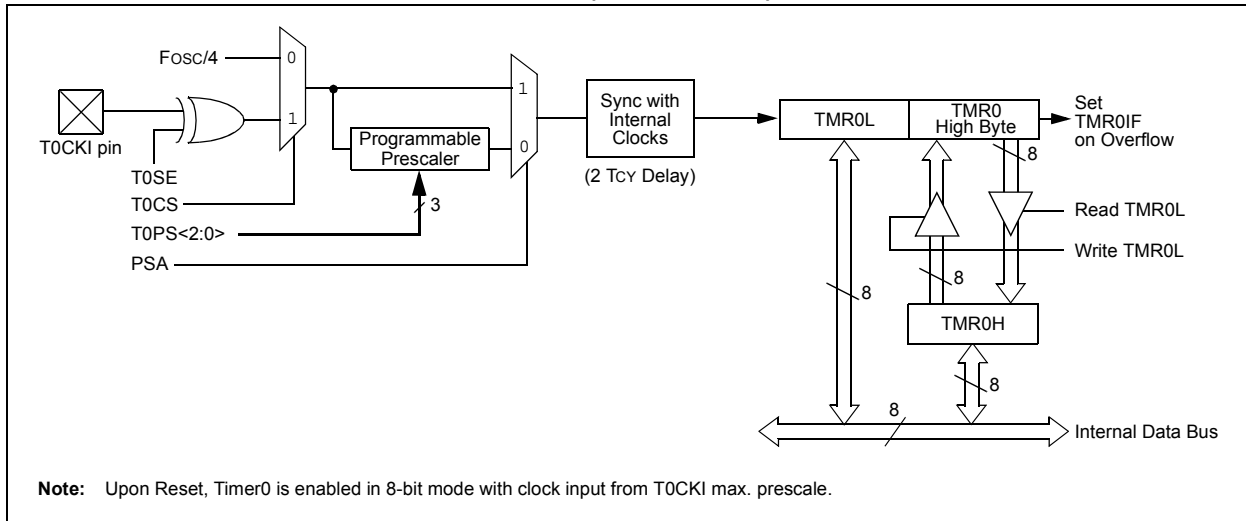 FOSC/4
0
1
T0CKI pin
T0SE
T0CS
T0PS<2:0>
PSA
Programmable
Prescaler
3
1
0
Sync with
Internal
Clocks
(2 TCY Delay)
TMR0L
TMR0
High Byte
Set
TMR0IF
on Overflow
8
Read TMR0L
Write TMR0L
8
8
TMR0H
8
8
Internal Data Bus
Note: Upon Reset, Timer0 is enabled in 8-bit mode with clock input from T0CKI max. prescale.